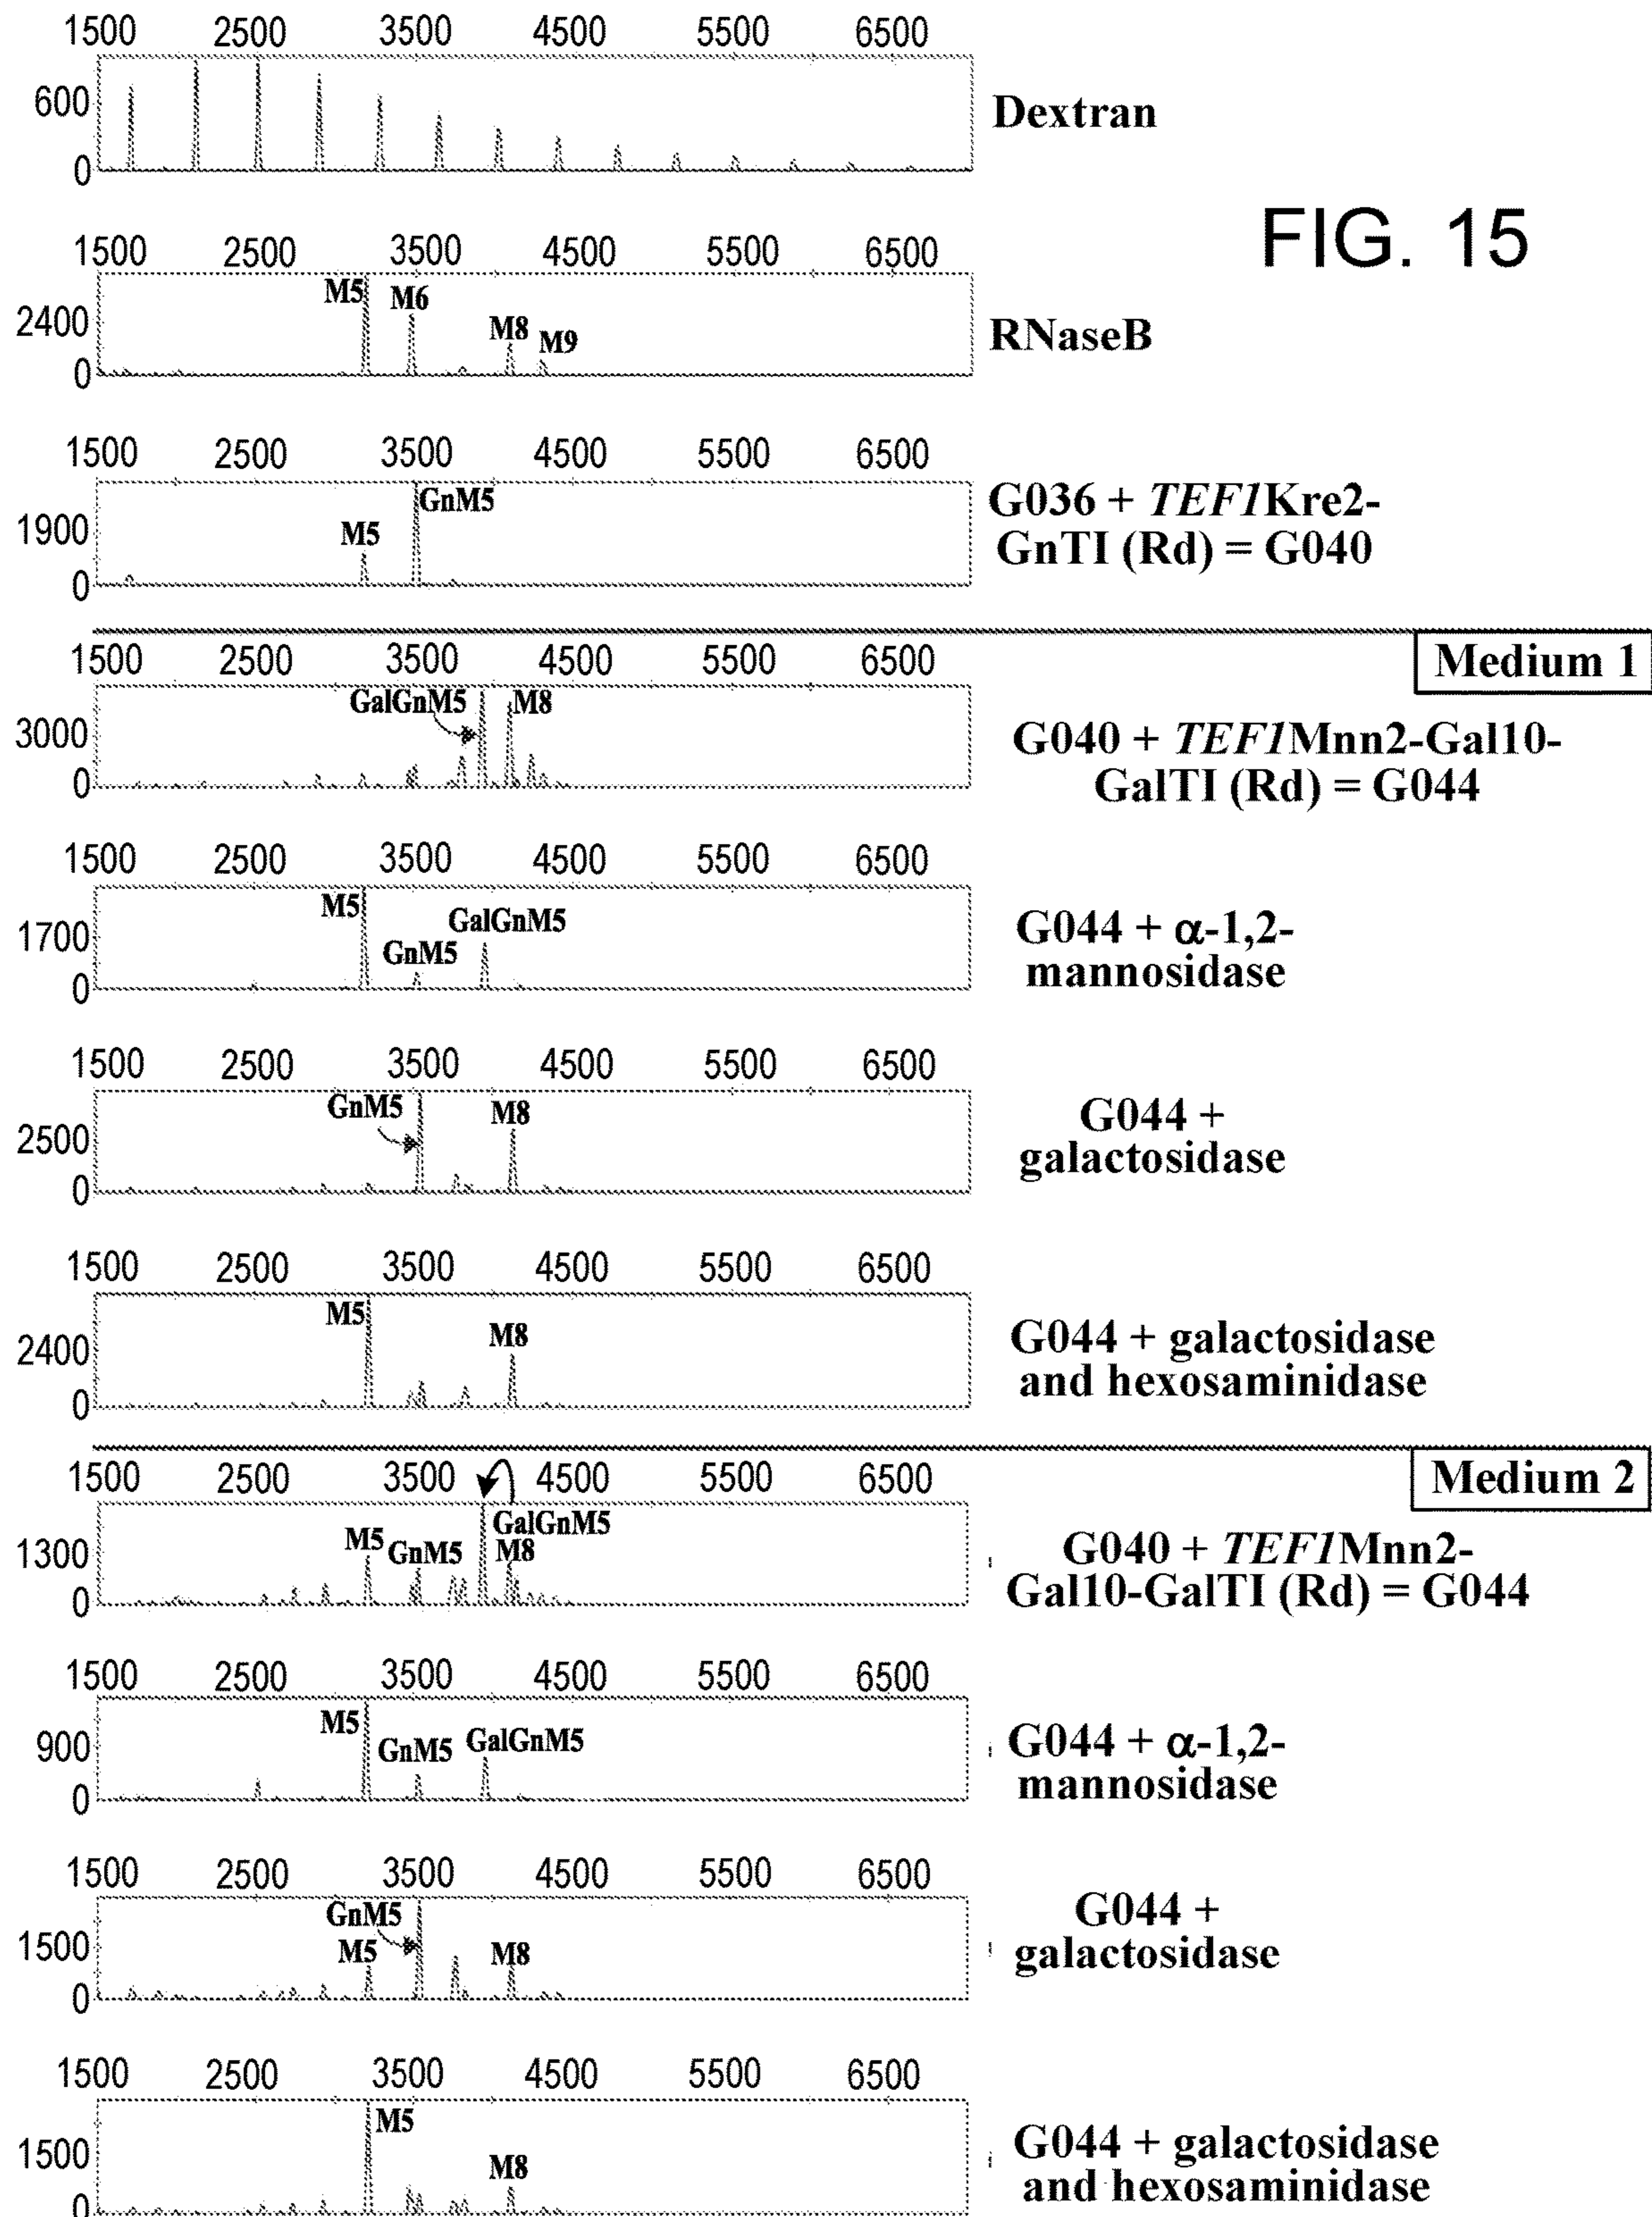 1500 2500 3500 4500 5500 6500
600
0
Dextran
FIG. 15
1500 2500 3500 4500 5500 6500
M5 M6 M8 M9
2400
0
RNaseB
1500 2500 3500 4500 5500 6500
GnM5
M5
1900
0
G036 + TEF1Kre2-
GnTI (Rd) = G040
Medium 1
1500 2500 3500 4500 5500 6500
GalGnM5 M8
3000
0
G040 + TEF1Mnn2-Gal10-
GalTI (Rd) = G044
1500 2500 3500 4500 5500 6500
M5 GnM5 GalGnM5
1700
0
G044 + α-1,2-
mannosidase
1500 2500 3500 4500 5500 6500
GnM5 M8
2500
0
G044 +
galactosidase
1500 2500 3500 4500 5500 6500
M5 M8
2400
0
G044 + galactosidase
and hexosaminidase
Medium 2
1500 2500 3500 4500 5500 6500
GalGnM5
M5 GnM5 M8
1300
0
G040 + TEF1Mnn2-
Gal10-GalTI (Rd) = G044
1500 2500 3500 4500 5500 6500
M5 GnM5 GalGnM5
900
0
G044 + α-1,2-
mannosidase
1500 2500 3500 4500 5500 6500
GnM5
M5 M8
1500
0
G044 +
galactosidase
1500 2500 3500 4500 5500 6500
M5
M8
1500
0
G044 + galactosidase
and hexosaminidase